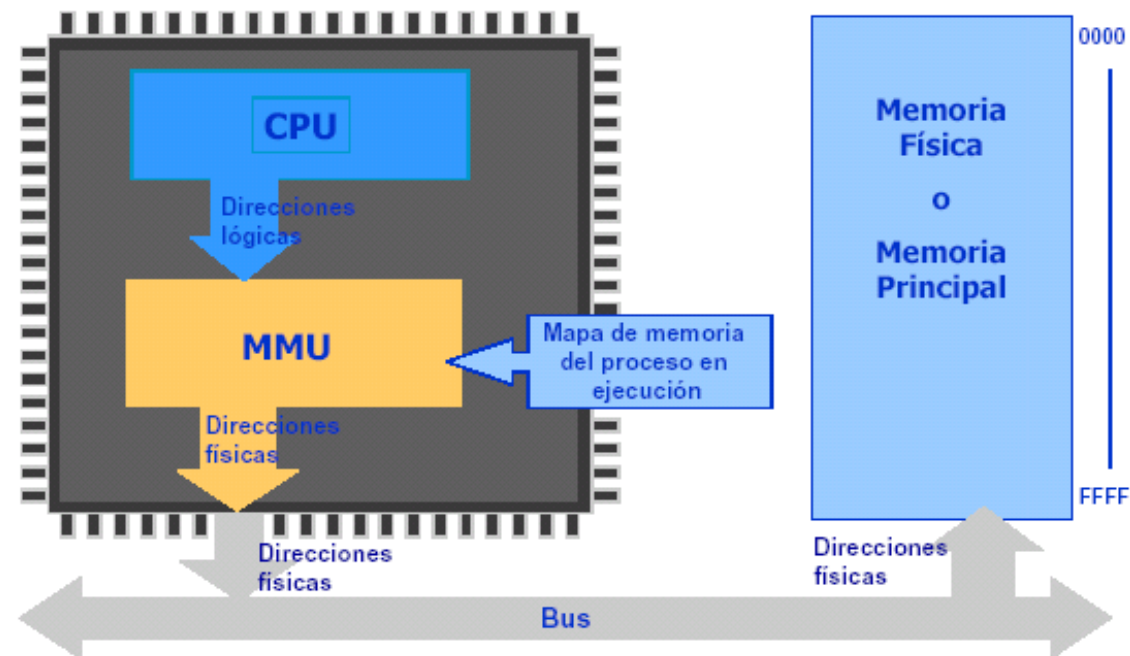 CPU
Direcciones
lógicas
MMU
Mapa de memoria
del proceso en
ejecución
Direcciones
físicas
Direcciones
físicas
Memoria
Física
o
Memoria
Principal
0000
FFFF
Direcciones
físicas
Bus